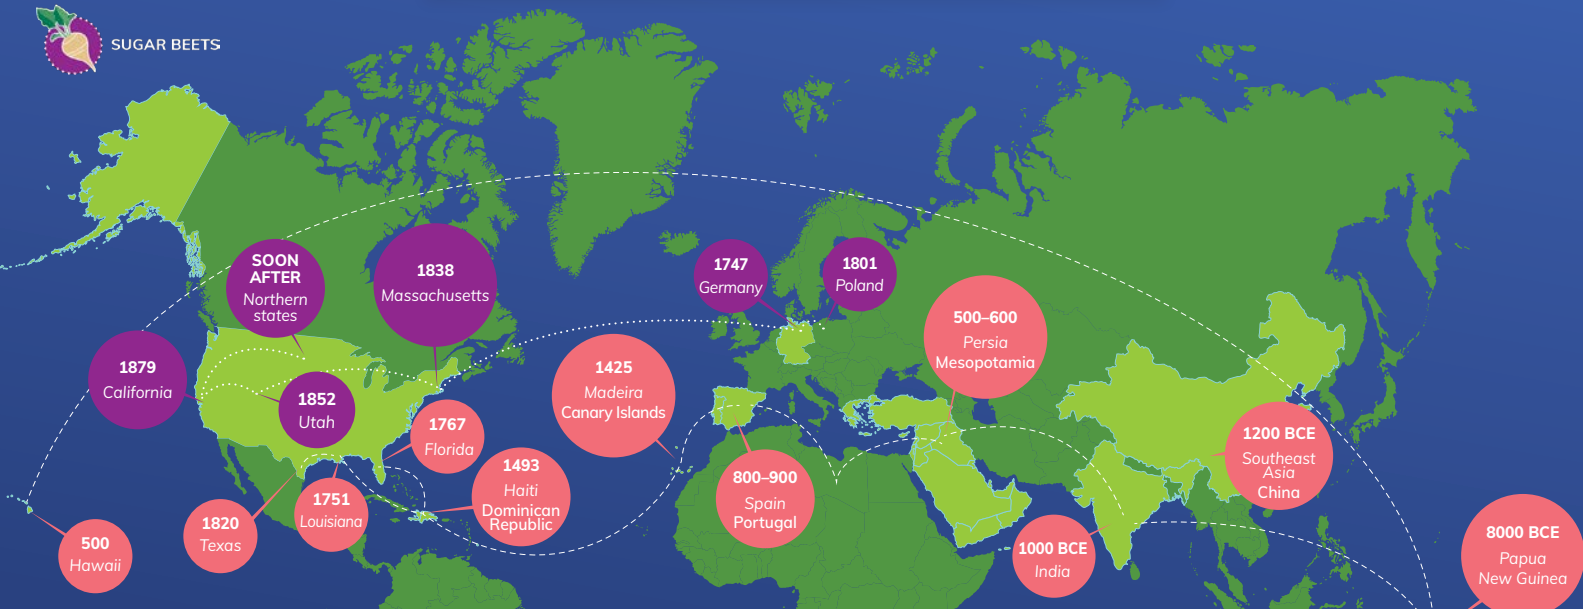 SUGAR BEETS
SOON
AFTER
Northern
states
1838
Massachusetts
1747
Germany
1801
Poland
500–600
Persia
Mesopotamia
1879
California
1852
Utah
1425
Madeira
Canary Islands
1767
Florida
1493
Haiti
Dominican
Republic
800–900
Spain
Portugal
1200 BCE
Southeast
Asia
China
1751
Louisiana
1820
Texas
500
Hawaii
1000 BCE
India
8000 BCE
Papua
New Guinea